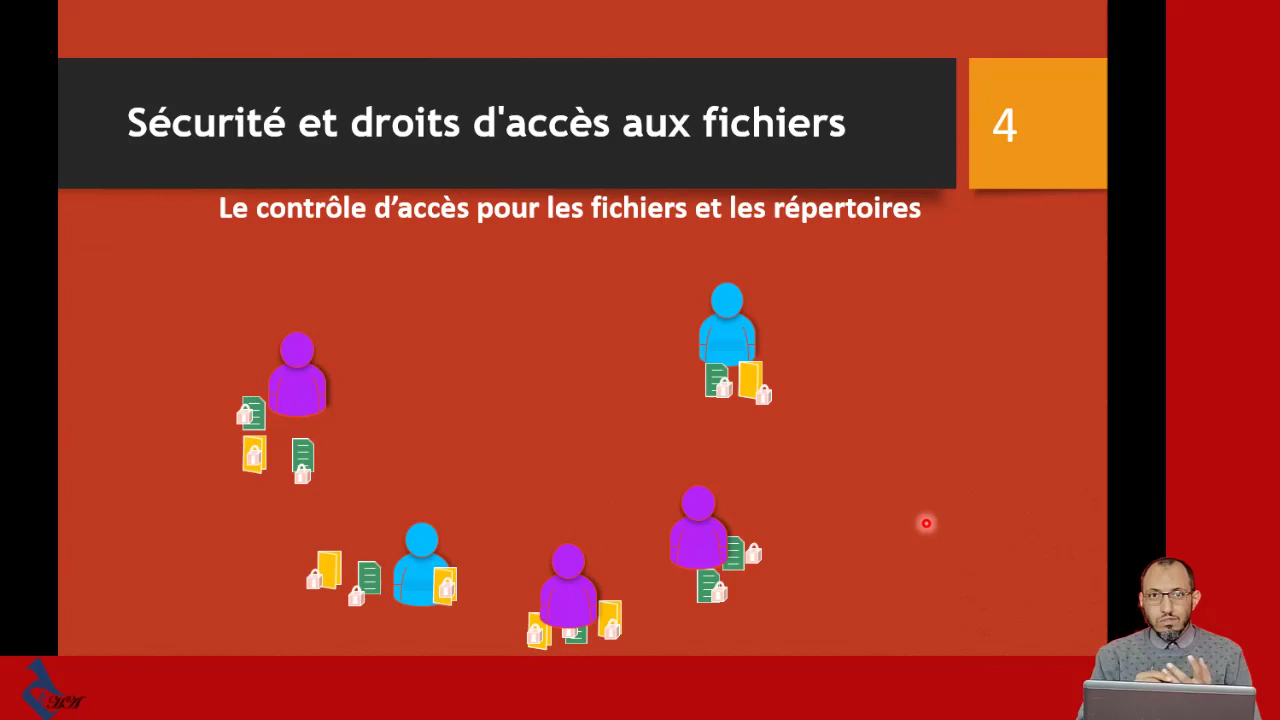 Sécurité et droits d'accès aux fichiers
4
Le contrôle d’accès pour les fichiers et les répertoires